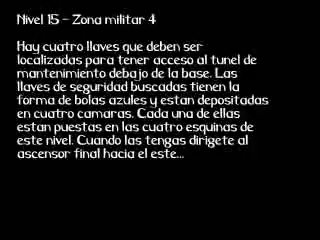 Nivel 15 - Zona militar 4
Hay cuatro llaves que deben ser
localizadas para tener acceso al tunel de
mantenimiento debajo de la base. Las
llaves de seguridad buscadas tienen la
forma de bolas azules y estan depositadas
en cuatro camaras. Cada una de ellas
estan puestas en las cuatro esquinas de
este nivel. Cuando las tengas dirigete al
ascensor final hacia el este...